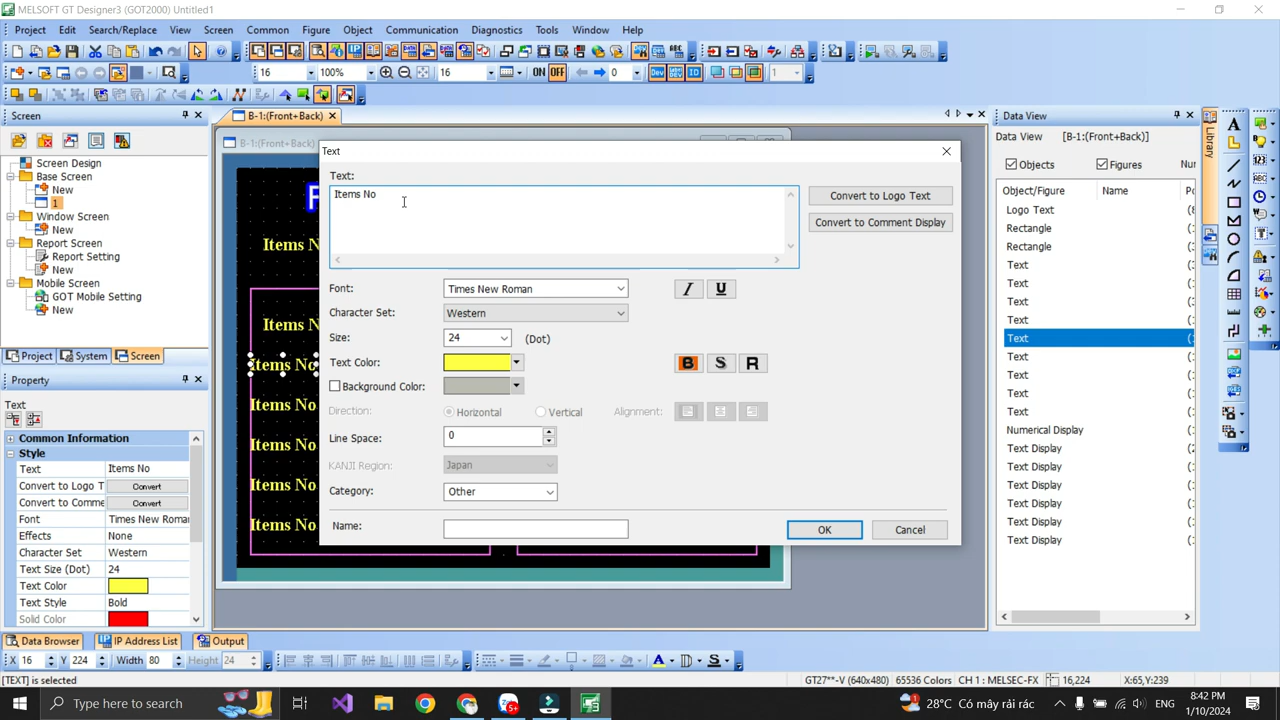 MELSOFT GT Designer3 (GOT2000) Untitled1
Project Edit Search/Replace View Screen Common Figure Object Communication Diagnostics Tools Window Help
16 100% 16 ON OFF 0 Dev ID 1
Screen
B-1:(Front+Back)
Data View
Screen Design
Base Screen
New
1
Window Screen
New
Report Screen
Report Setting
New
Mobile Screen
GOT Mobile Setting
New
Project System Screen
B-1:(Front+Back)
Items N
Items N
Items No
Items No
Items No
Items No
Items No
Text
Text:
Items No
Convert to Logo Text
Convert to Comment Display
Font: Times New Roman I U
Character Set: Western
Size: 24 (Dot)
Text Color: B S R
Background Color:
Direction: Horizontal Vertical Alignment:
Line Space: 0
KANJI Region: Japan
Category: Other
Name:
OK Cancel
Data View [B-1:(Front+Back)]
Objects Figures Nur
Object/Figure Name Po
Logo Text (8
Rectangle
Rectangle
Text
Text
Text
Text
Text
Text
Text
Text
Text
Numerical Display
Text Display
Text Display
Text Display
Text Display
Text Display
Text Display
Library
Property
Text
Common Information
Style
Text Items No
Convert to Logo T Convert
Convert to Comme Convert
Font Times New Roma
Effects None
Character Set Western
Text Size (Dot) 24
Text Color
Text Style Bold
Solid Color
Data Browser IP Address List Output
X 16 Y 224 Width 80 Height 24
[TEXT] is selected GT27**-V (640x480) 65536 Colors CH 1 : MELSEC-FX 16,224 X:65,Y:239
Type here to search
28°C Có mây rải rác ENG
8:42 PM
1/10/2024